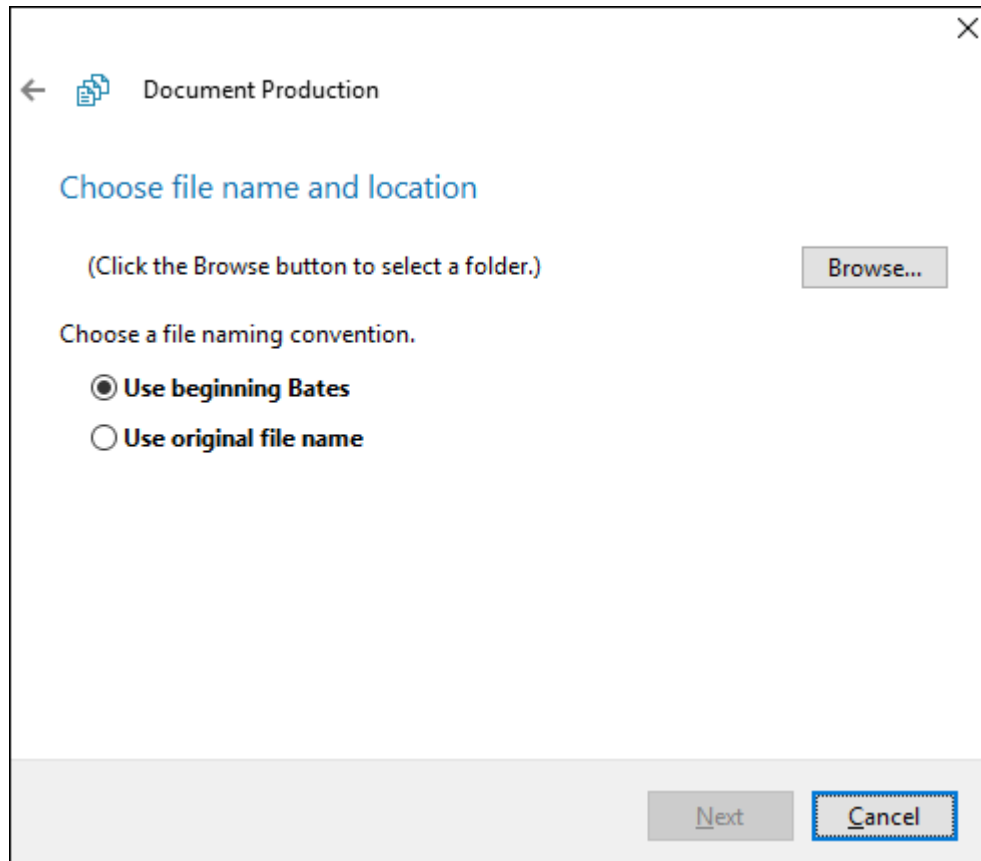 Document Production
Choose file name and location
(Click the Browse button to select a folder.)
Browse...
Choose a file naming convention.
Use beginning Bates
Use original file name
Next
Cancel